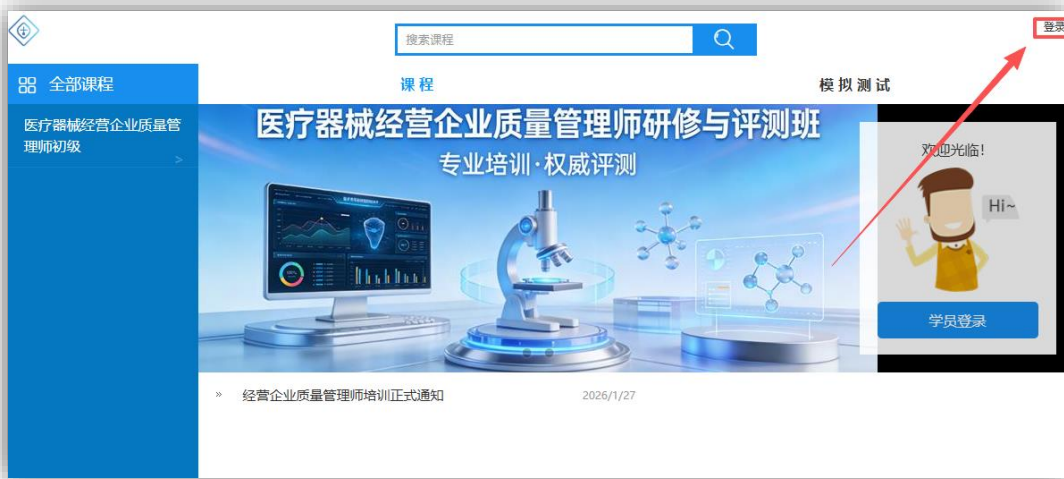 搜索课程
登录
全部课程
课程
模拟测试
医疗器械经营企业质量管
理师初级
>
医疗器械经营企业质量管理师研修与评测班
专业培训·权威评测
欢迎光临！
Hi~
学员登录
» 经营企业质量管理师培训正式通知 2026/1/27